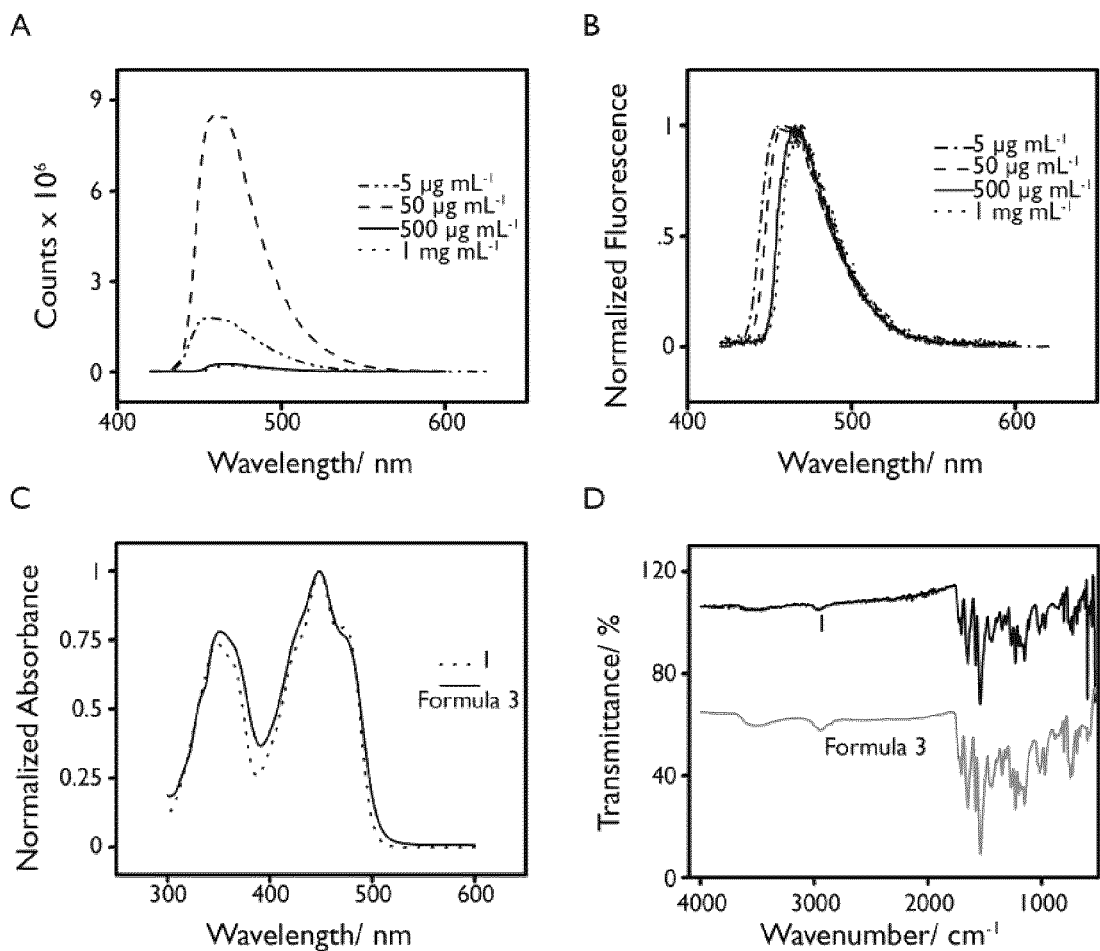 A
9
6
3
0
Counts x 10⁶
400
500
600
Wavelength/ nm
5 µg mL⁻¹
50 µg mL⁻¹
500 µg mL⁻¹
1 mg mL⁻¹
B
1
.5
0
Normalized Fluorescence
400
500
600
Wavelength/ nm
5 µg mL⁻¹
50 µg mL⁻¹
500 µg mL⁻¹
1 mg mL⁻¹
C
1
0.75
0.5
0.25
0
Normalized Absorbance
300
400
500
600
Wavelength/ nm
1
Formula 3
D
120
80
40
0
Transmittance/ %
4000
3000
2000
1000
Wavenumber/ cm⁻¹
1
Formula 3